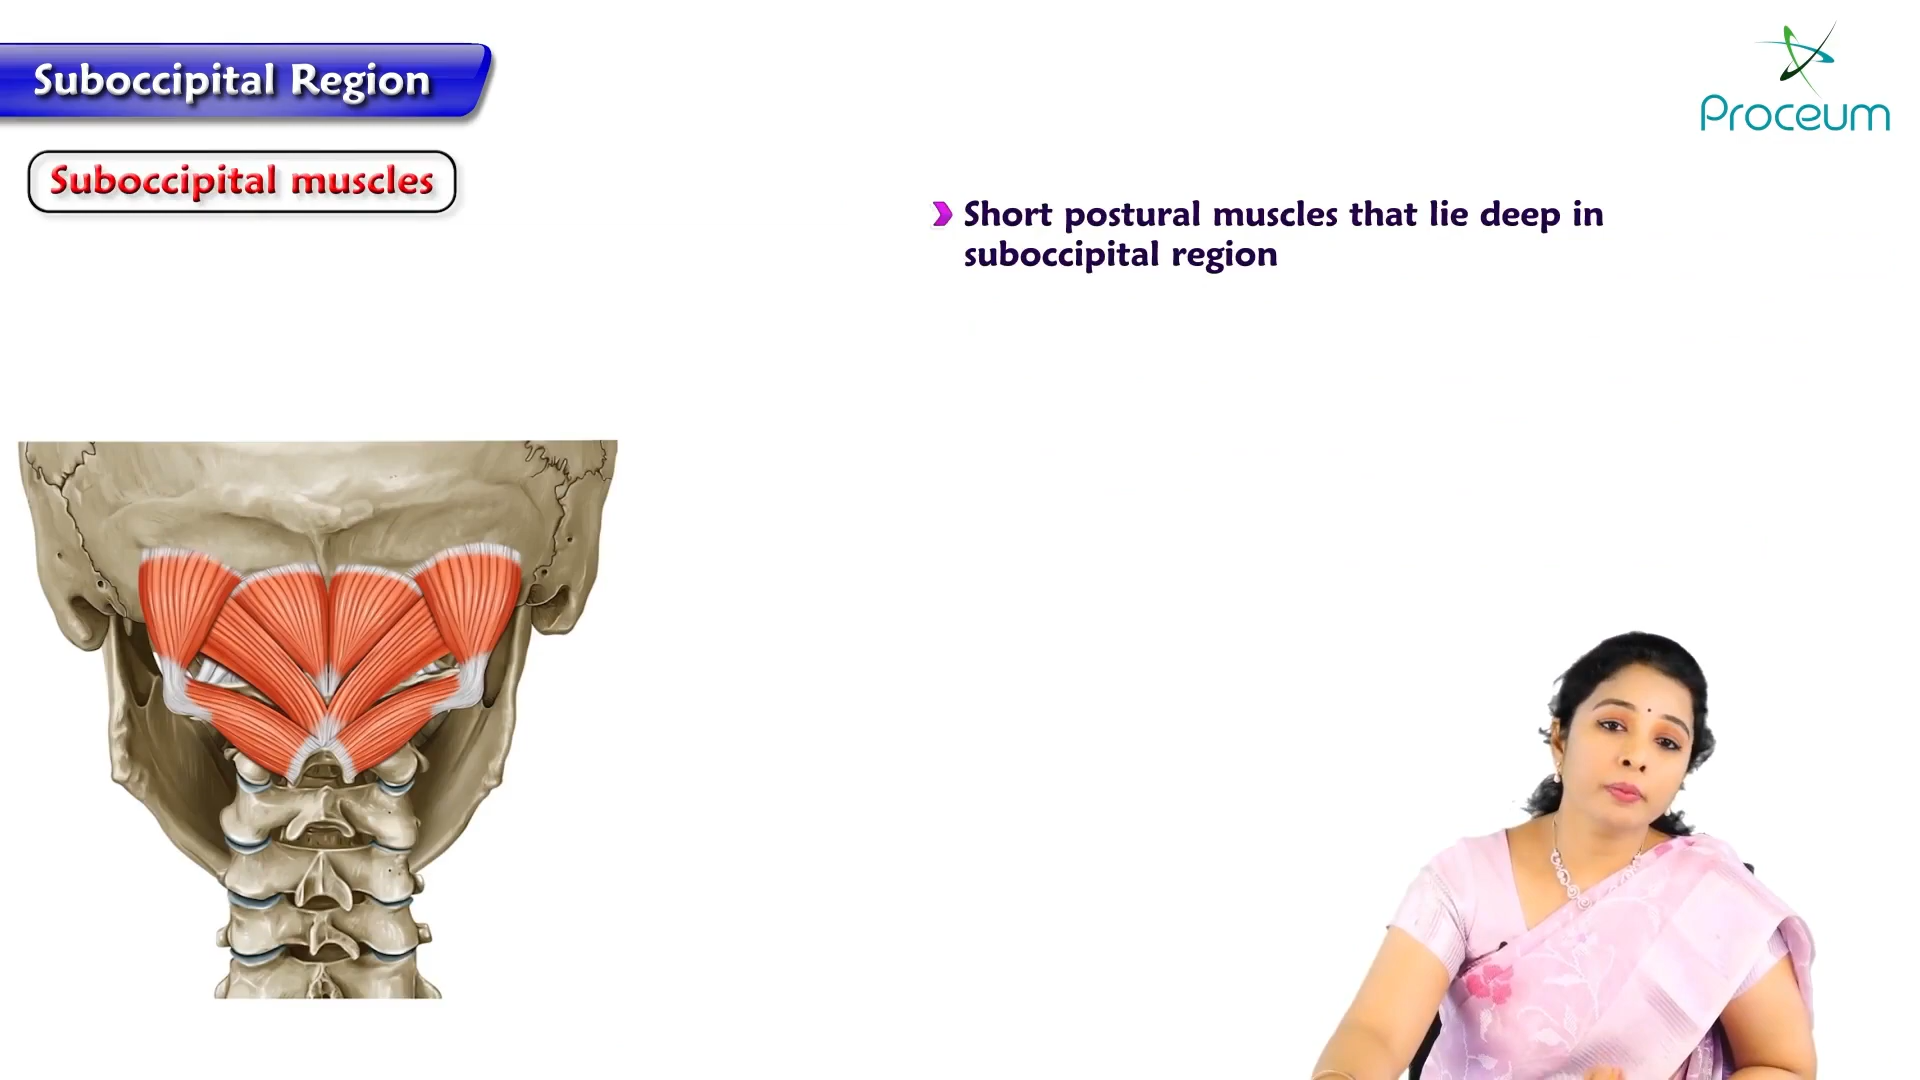 Suboccipital Region
Proceum
Suboccipital muscles
Short postural muscles that lie deep in
suboccipital region